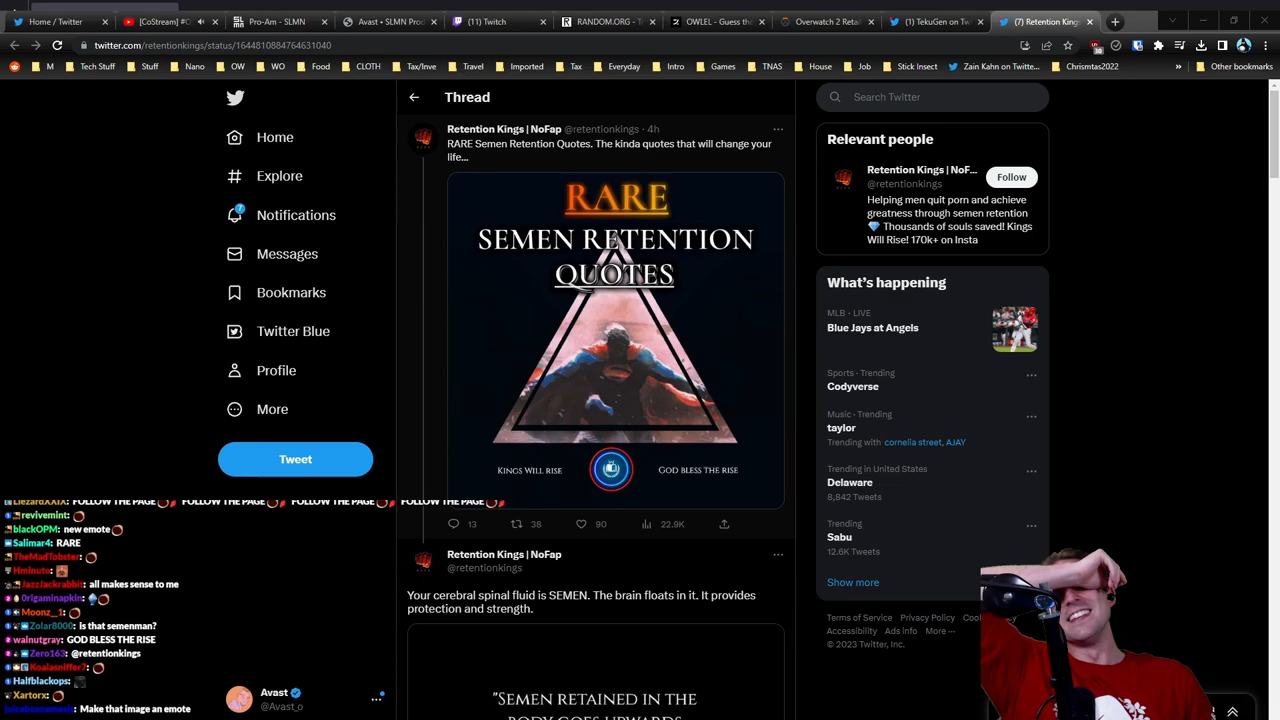 Home / Twitter
[CoStream] #C
Pro-Am - SLMN
Avast • SLMN Pro
(11) Twitch
RANDOM.ORG - T
OWLEL - Guess the
Overwatch 2 Reta
(1) TekuGen on Tw
(7) Retention Kings
twitter.com/retentionkings/status/1644810884764631040
M
Tech Stuff
Stuff
Nano
OW
WO
Food
CLOTH
Tax/Inve
Travel
Imported
Tax
Everyday
Intro
Games
TNAS
House
Job
Stick Insect
Zain Kahn on Twitte...
Chrismtas2022
»
Other bookmarks
Home
Explore
7
Notifications
Messages
Bookmarks
Twitter Blue
Profile
More
Tweet
Thread
Retention Kings | NoFap @retentionkings · 4h
RARE Semen Retention Quotes. The kinda quotes that will change your
life...
RARE
SEMEN RETENTION
QUOTES
KINGS WILL RISE
GOD BLESS THE RISE
13
38
90
22.9K
Retention Kings | NoFap
@retentionkings
Your cerebral spinal fluid is SEMEN. The brain floats in it. It provides
protection and strength.
"SEMEN RETAINED IN THE
BODY GOES UPWARDS
Search Twitter
Relevant people
Retention Kings | NoF...
@retentionkings
Follow
Helping men quit porn and achieve
greatness through semen retention
💎 Thousands of souls saved! Kings
Will Rise! 170k+ on Insta
What's happening
MLB · LIVE
Blue Jays at Angels
Sports · Trending
Codyverse
Music · Trending
taylor
Trending with cornelia street, AJAY
Trending in United States
Delaware
8,842 Tweets
Trending
Sabu
12.6K Tweets
Show more
Terms of Service Privacy Policy
Accessibility Ads info More ···
© 2023 Twitter, Inc.
FOLLOW THE PAGE FOLLOW THE PAGE FOLLOW THE PAGE FOLLOW THE PAGE
revivemint:
blackOPM: new emote
Salimar4: RARE
TheMadTobster:
Hminuto:
JazzJackrabbit: all makes sense to me
0rigaminapkin:
Moonz_1:
Zolar8000: Is that semenman?
walnutgray: GOD BLESS THE RISE
Zero163: @retentionkings
Koalasniffer7:
Halfblackops:
Xartorx:
Make that image an emote
Avast
@Avast_o